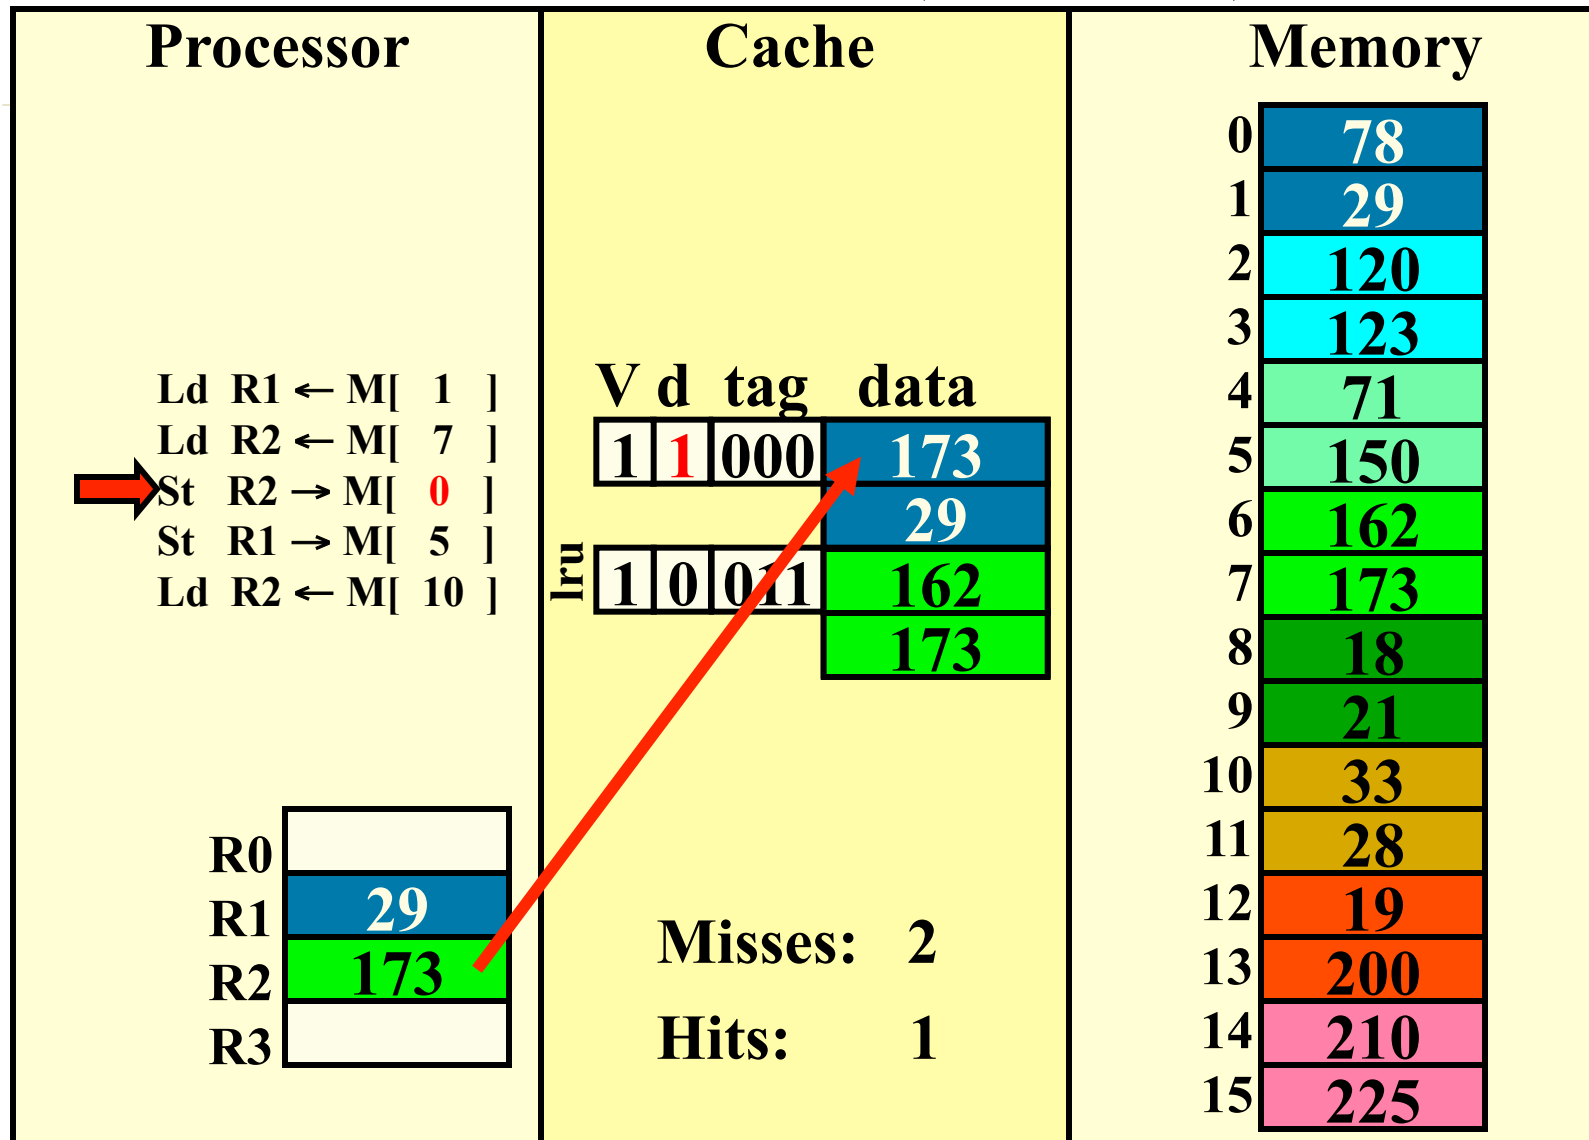 Processor
Ld R1 ← M[ 1 ]
Ld R2 ← M[ 7 ]
St R2 → M[ 0 ]
St R1 → M[ 5 ]
Ld R2 ← M[ 10 ]
R0
R1 29
R2 173
R3
Cache
V d tag data
1 1 000 173
29
lru
1 0 011 162
173
Misses: 2
Hits: 1
Memory
0 78
1 29
2 120
3 123
4 71
5 150
6 162
7 173
8 18
9 21
10 33
11 28
12 19
13 200
14 210
15 225